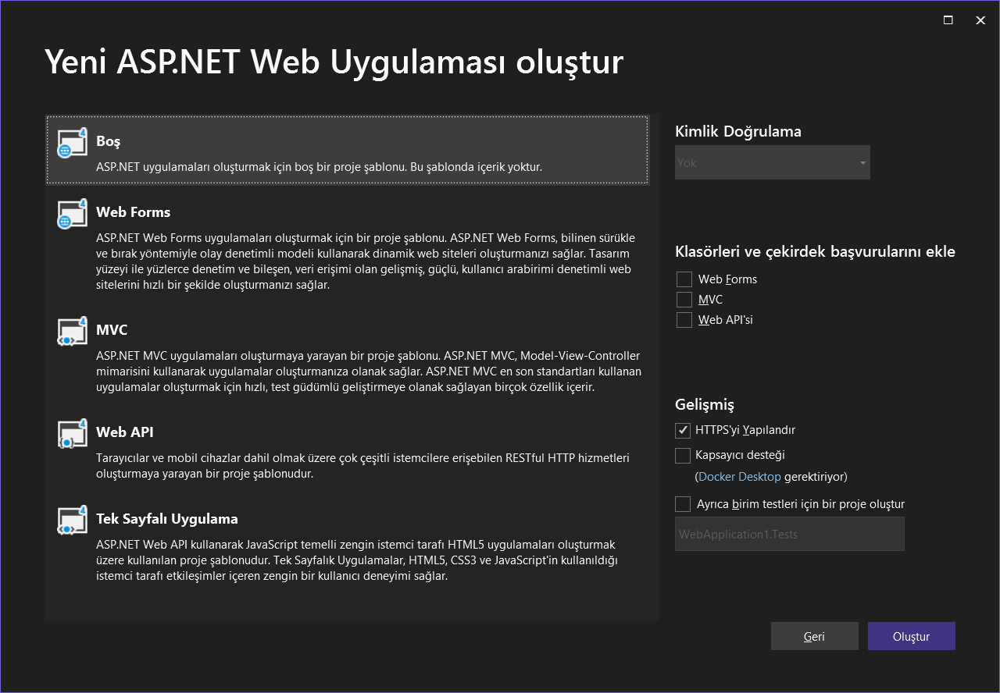 Yeni ASP.NET Web Uygulaması oluştur
Boş
ASP.NET uygulamaları oluşturmak için boş bir proje şablonu. Bu şablonda içerik yoktur.
Web Forms
ASP.NET Web Forms uygulamaları oluşturmak için bir proje şablonu. ASP.NET Web Forms, bilinen sürükle
ve bırak yöntemiyle olay denetimli modeli kullanarak dinamik web siteleri oluşturmanızı sağlar. Tasarım
yüzeyi ile yüzlerce denetim ve bileşen, veri erişimi olan gelişmiş, güçlü, kullanıcı arabirimi denetimli web
sitelerini hızlı bir şekilde oluşturmanızı sağlar.
MVC
ASP.NET MVC uygulamaları oluşturmaya yarayan bir proje şablonu. ASP.NET MVC, Model-View-Controller
mimarisini kullanarak uygulamalar oluşturmanıza olanak sağlar. ASP.NET MVC en son standartları kullanan
uygulamalar oluşturmak için hızlı, test güdümlü geliştirmeye olanak sağlayan birçok özellik içerir.
Web API
Tarayıcılar ve mobil cihazlar dahil olmak üzere çok çeşitli istemcilere erişebilen RESTful HTTP hizmetleri
oluşturmaya yarayan bir proje şablonudur.
Tek Sayfalı Uygulama
ASP.NET Web API kullanarak JavaScript temelli zengin istemci tarafı HTML5 uygulamaları oluşturmak
üzere kullanılan proje şablonudur. Tek Sayfalık Uygulamalar, HTML5, CSS3 ve JavaScript'in kullanıldığı
istemci tarafı etkileşimler içeren zengin bir kullanıcı deneyimi sağlar.
Kimlik Doğrulama
Yok
Klasörleri ve çekirdek başvurularını ekle
Web Forms
MVC
Web API'si
Gelişmiş
HTTPS'yi Yapılandır
Kapsayıcı desteği
(Docker Desktop gerektiriyor)
Ayrıca birim testleri için bir proje oluştur
WebApplication1.Tests
Geri
Oluştur